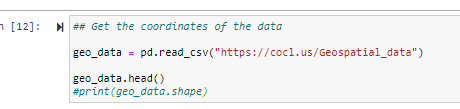 n [12]:
## Get the coordinates of the data
geo_data = pd.read_csv("https://cocl.us/Geospatial_data")
geo_data.head()
#print(geo_data.shape)